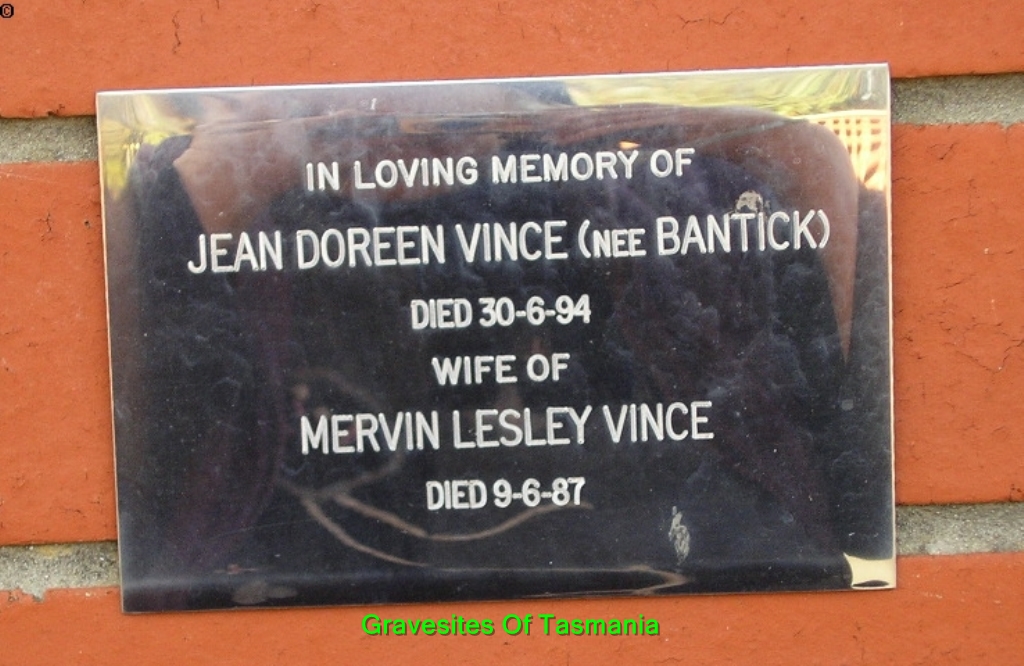 ©
IN LOVING MEMORY OF
JEAN DOREEN VINCE (NEE BANTICK)
DIED 30-6-94
WIFE OF
MERVIN LESLEY VINCE
DIED 9-6-87
Gravesites Of Tasmania